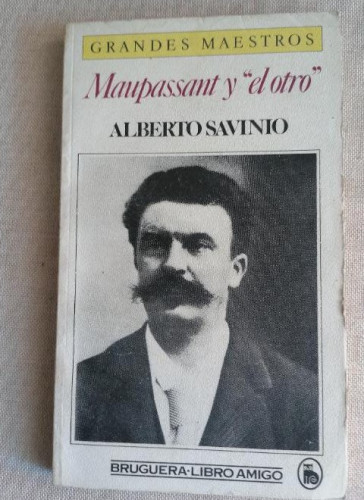 GRANDES MAESTROS
Maupassant y "el otro"
ALBERTO SAVINIO
BRUGUERA·LIBRO AMIGO